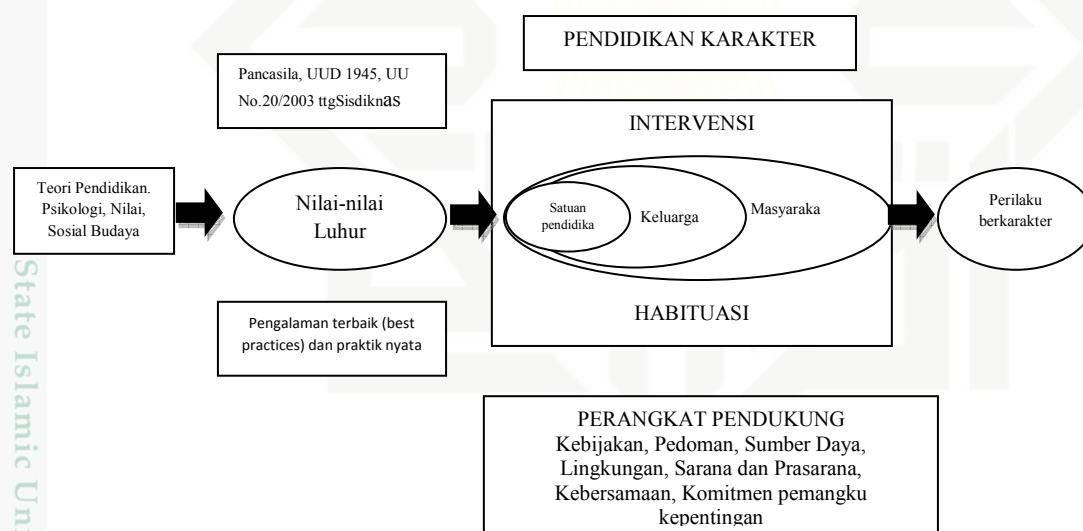 PENDIDIKAN KARAKTER
Pancasila, UUD 1945, UU
No.20/2003 ttgSisdiknas
INTERVENSI
Teori Pendidikan.
Psikologi, Nilai,
Sosial Budaya
Nilai-nilai
Luhur
Satuan
pendidika
Keluarga
Masyaraka
Perilaku
berkarakter
HABITUASI
Pengalaman terbaik (best
practices) dan praktik nyata
PERANGKAT PENDUKUNG
Kebijakan, Pedoman, Sumber Daya,
Lingkungan, Sarana dan Prasarana,
Kebersamaan, Komitmen pemangku
kepentingan
State Islamic Un